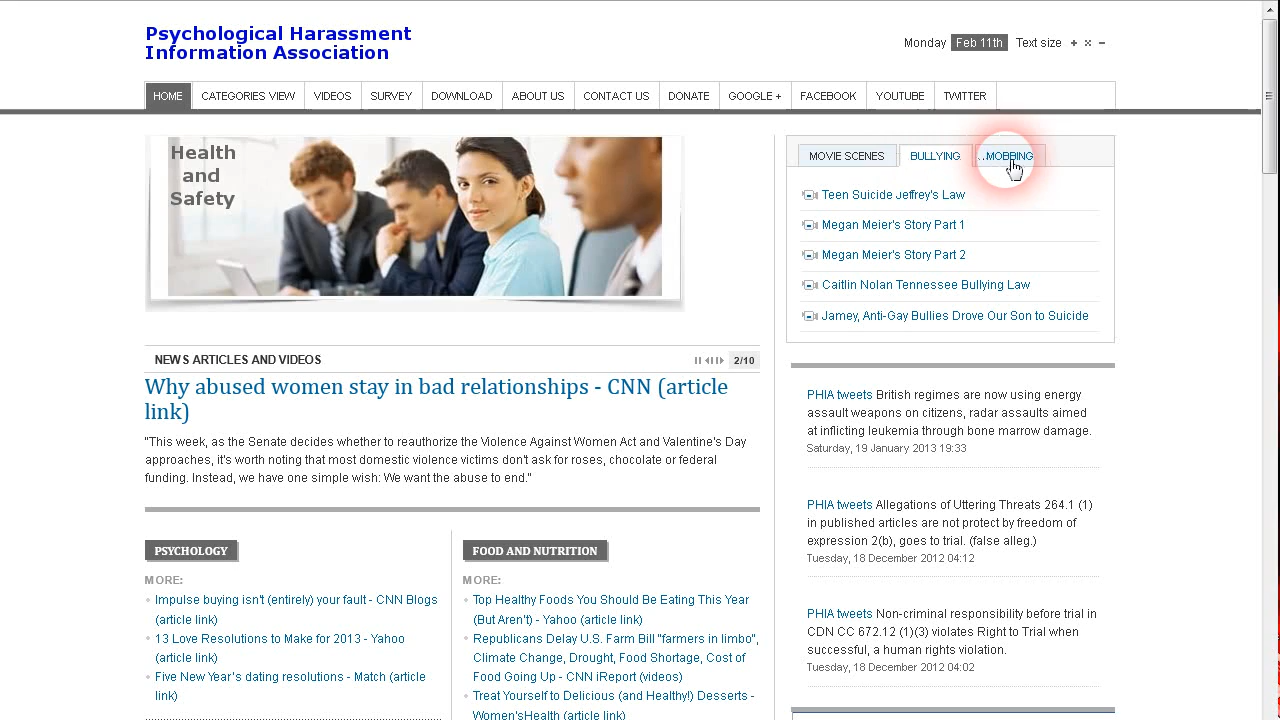 Psychological Harassment
Information Association
Monday Feb 11th Text size + × −
HOME CATEGORIES VIEW VIDEOS SURVEY DOWNLOAD ABOUT US CONTACT US DONATE GOOGLE + FACEBOOK YOUTUBE TWITTER
Health
and
Safety
NEWS ARTICLES AND VIDEOS
2/10
Why abused women stay in bad relationships - CNN (article
link)
"This week, as the Senate decides whether to reauthorize the Violence Against Women Act and Valentine's Day
approaches, it's worth noting that most domestic violence victims don't ask for roses, chocolate or federal
funding. Instead, we have one simple wish: We want the abuse to end."
PSYCHOLOGY
MORE:
Impulse buying isn't (entirely) your fault - CNN Blogs
(article link)
13 Love Resolutions to Make for 2013 - Yahoo
(article link)
Five New Year's dating resolutions - Match (article
link)
FOOD AND NUTRITION
MORE:
Top Healthy Foods You Should Be Eating This Year
(But Aren't) - Yahoo (article link)
Republicans Delay U.S. Farm Bill "farmers in limbo",
Climate Change, Drought, Food Shortage, Cost of
Food Going Up - CNN iReport (videos)
Treat Yourself to Delicious (and Healthy!) Desserts -
Women'sHealth (article link)
MOVIE SCENES BULLYING ..MOBBING
Teen Suicide Jeffrey's Law
Megan Meier's Story Part 1
Megan Meier's Story Part 2
Caitlin Nolan Tennessee Bullying Law
Jamey, Anti-Gay Bullies Drove Our Son to Suicide
PHIA tweets British regimes are now using energy
assault weapons on citizens, radar assaults aimed
at inflicting leukemia through bone marrow damage.
Saturday, 19 January 2013 19:33
PHIA tweets Allegations of Uttering Threats 264.1 (1)
in published articles are not protect by freedom of
expression 2(b), goes to trial. (false alleg.)
Tuesday, 18 December 2012 04:12
PHIA tweets Non-criminal responsibility before trial in
CDN CC 672.12 (1)(3) violates Right to Trial when
successful, a human rights violation.
Tuesday, 18 December 2012 04:02